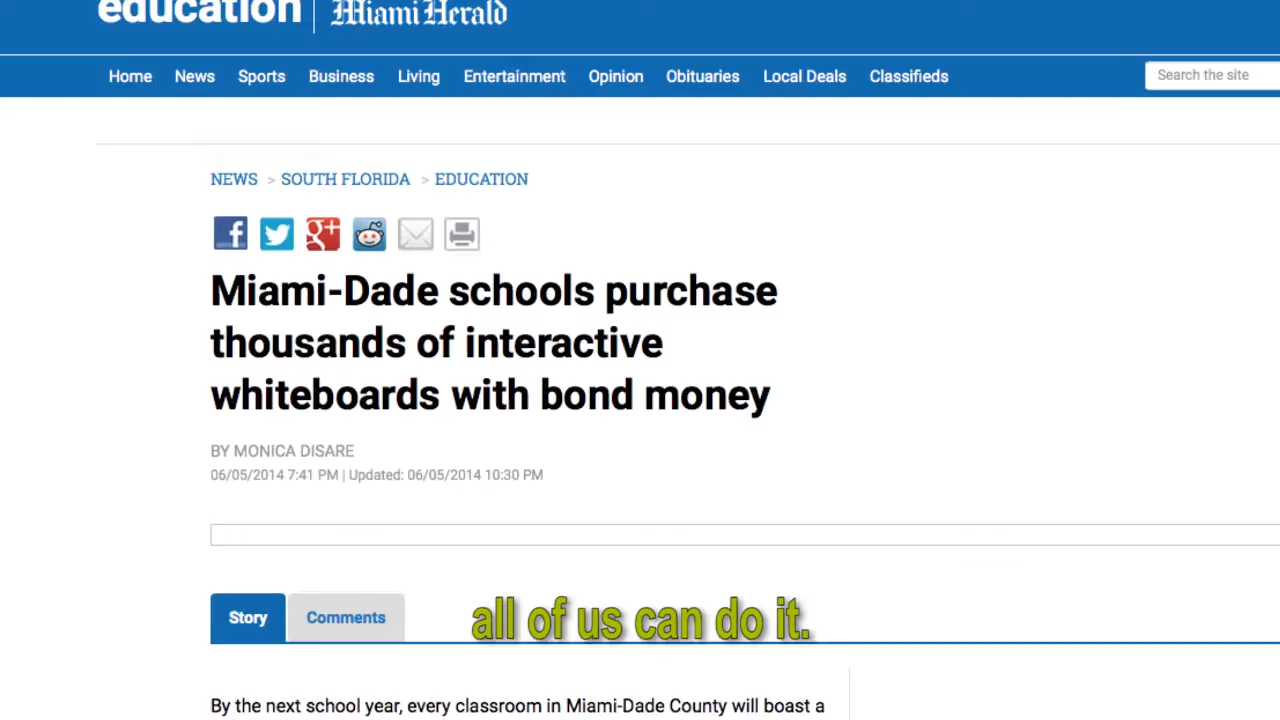 education | Miami Herald
Home News Sports Business Living Entertainment Opinion Obituaries Local Deals Classifieds Search the site
NEWS > SOUTH FLORIDA > EDUCATION
Miami-Dade schools purchase
thousands of interactive
whiteboards with bond money
BY MONICA DISARE
06/05/2014 7:41 PM | Updated: 06/05/2014 10:30 PM
Story Comments all of us can do it.
By the next school year, every classroom in Miami-Dade County will boast a